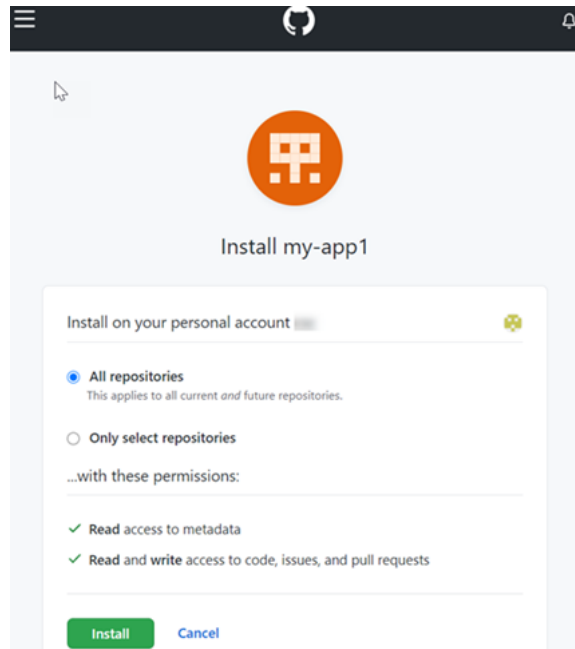 Install my-app1
Install on your personal account
All repositories
This applies to all current and future repositories.
Only select repositories
...with these permissions:
Read access to metadata
Read and write access to code, issues, and pull requests
Install Cancel